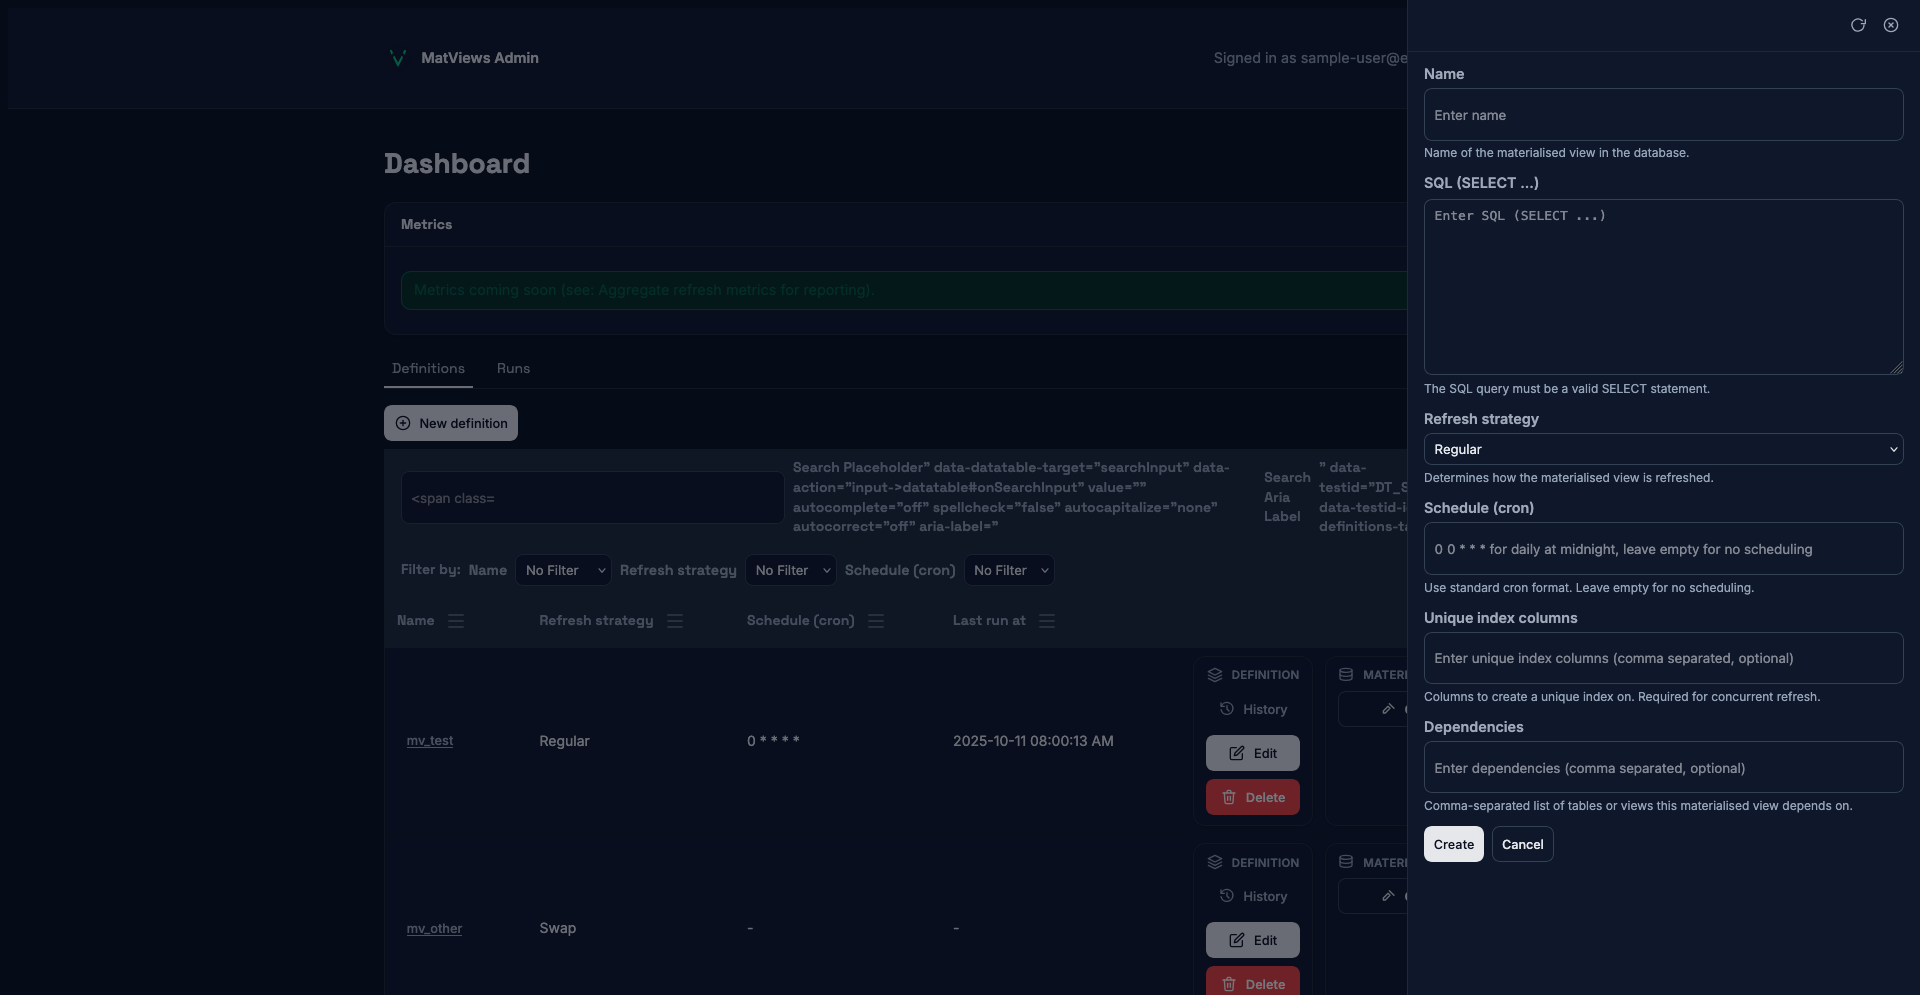 MatViews Admin
Signed in as sample-user@e
Dashboard
Metrics
Metrics coming soon (see: Aggregate refresh metrics for reporting).
Definitions
Runs
New definition
<span class=
Search Placeholder" data-datatable-target="searchInput" data-
action="input->datatable#onSearchInput" value=""
autocomplete="off" spellcheck="false" autocapitalize="none"
autocorrect="off" aria-label="
Search
Aria
Label
" data-
testid="DT_S
data-testid-i
definitions-ta
Filter by: Name No Filter Refresh strategy No Filter Schedule (cron) No Filter
Name Refresh strategy Schedule (cron) Last run at
mv_test Regular 0 * * * * 2025-10-11 08:00:13 AM
DEFINITION
History
Edit
Delete
MATERI
mv_other Swap - -
DEFINITION
History
Edit
Delete
MATERI
Name
Enter name
Name of the materialised view in the database.
SQL (SELECT ...)
Enter SQL (SELECT ...)
The SQL query must be a valid SELECT statement.
Refresh strategy
Regular
Determines how the materialised view is refreshed.
Schedule (cron)
0 0 * * * for daily at midnight, leave empty for no scheduling
Use standard cron format. Leave empty for no scheduling.
Unique index columns
Enter unique index columns (comma separated, optional)
Columns to create a unique index on. Required for concurrent refresh.
Dependencies
Enter dependencies (comma separated, optional)
Comma-separated list of tables or views this materialised view depends on.
Create
Cancel